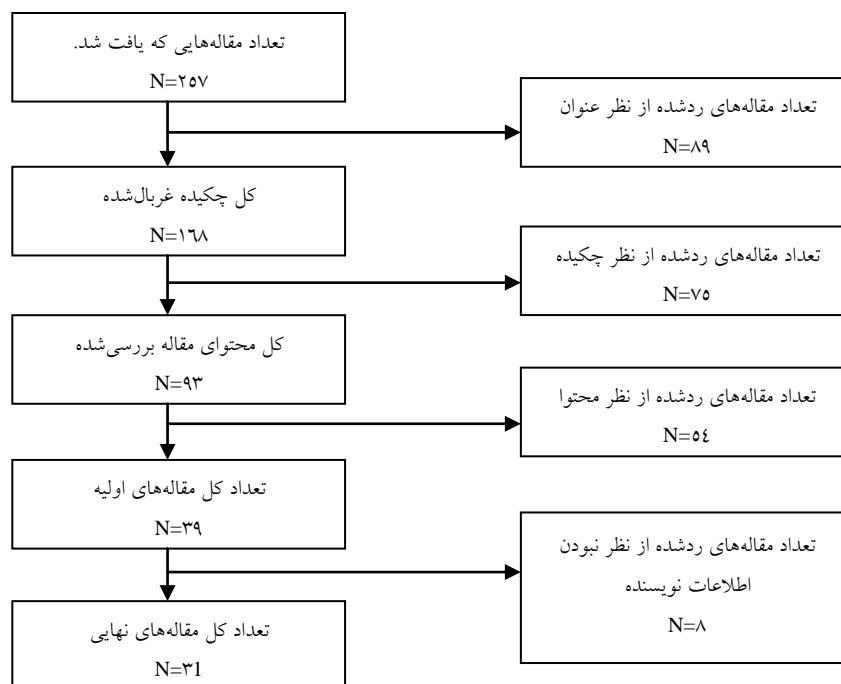 تعداد مقاله‌هایی که یافت شد.
N=۲۵۷
تعداد مقاله‌های ردشده از نظر عنوان
N=۸۹
کل چکیده غربال‌شده
N=۱٦۸
تعداد مقاله‌های ردشده از نظر چکیده
N=۷۵
کل محتوای مقاله بررسی‌شده
N=۹۳
تعداد مقاله‌های ردشده از نظر محتوا
N=۵٤
تعداد کل مقاله‌های اولیه
N=۳۹
تعداد مقاله‌های ردشده از نظر نبودن
اطلاعات نویسنده
N=۸
تعداد کل مقاله‌های نهایی
N=۳1